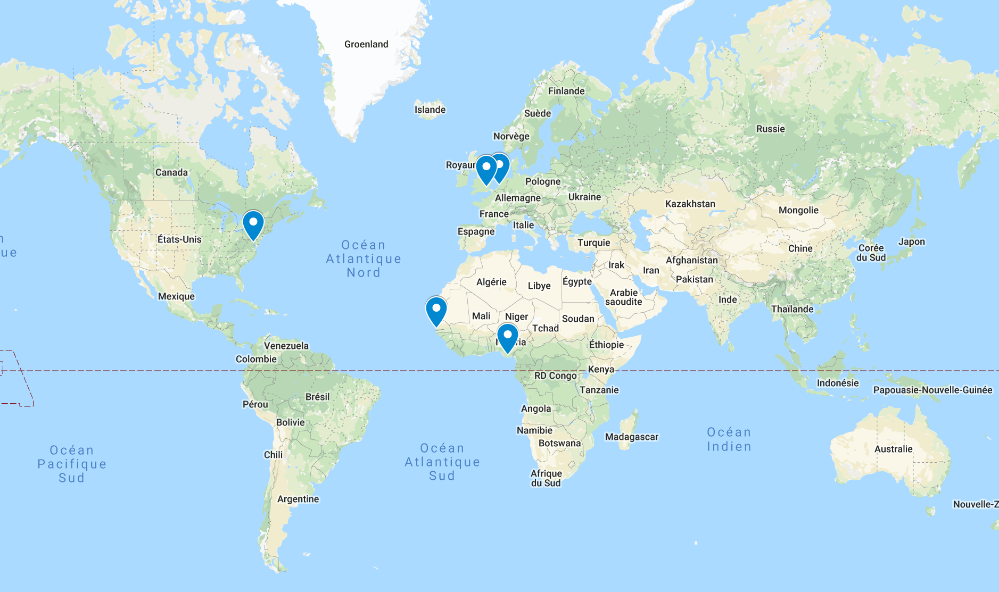 Groenland
Finlande
Islande
Suède
Russie
Norvège
Canada
Pologne
Ukraine
Allemagne
Kazakhstan
Mongolie
France
Italie
Espagne
États-Unis
Turquie
Japon
Chine
Corée
du Sud
Océan
Atlantique
Nord
Afghanistan
Irak
Iran
Pakistan
Algérie
Libye
Égypte
Mexique
Arabie
saoudite
Inde
Thaïlande
Mali
Niger
Soudan
Tchad
Éthiopie
Venezuela
Colombie
Kenya
RD Congo
Indonésie
Tanzanie
Papouasie-Nouvelle-Guinée
Brésil
Pérou
Angola
Bolivie
Namibie
Madagascar
Océan
Indien
Botswana
Australie
Océan
Pacifique
Sud
Océan
Atlantique
Sud
Chili
Afrique
du Sud
Argentine
Nouvelle-Z